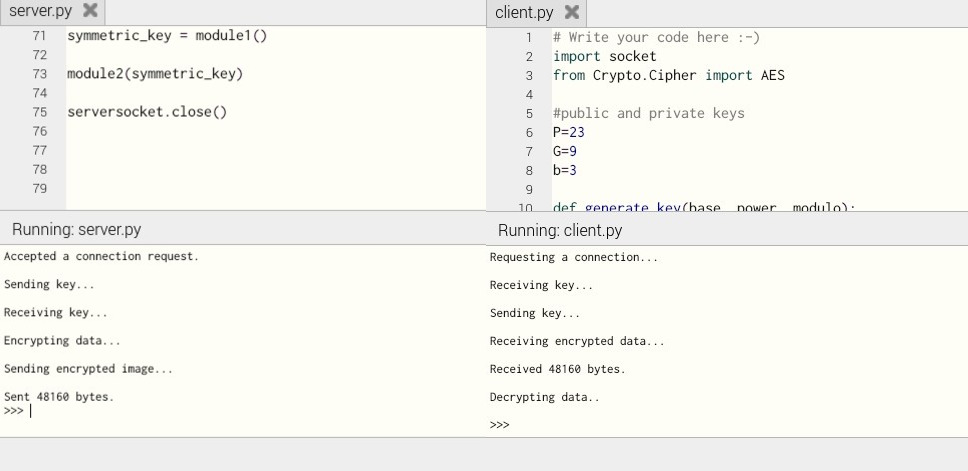 server.py
71 symmetric_key = module1()
72
73 module2(symmetric_key)
74
75 serversocket.close()
76
77
78
79
Running: server.py
Accepted a connection request.
Sending key...
Receiving key...
Encrypting data...
Sending encrypted image...
Sent 48160 bytes.
>>>
client.py
1 # Write your code here :-)
2 import socket
3 from Crypto.Cipher import AES
4
5 #public and private keys
6 P=23
7 G=9
8 b=3
9
10 def generate_key(base, power, modulo):
Running: client.py
Requesting a connection...
Receiving key...
Sending key...
Receiving encrypted data...
Received 48160 bytes.
Decrypting data..
>>>